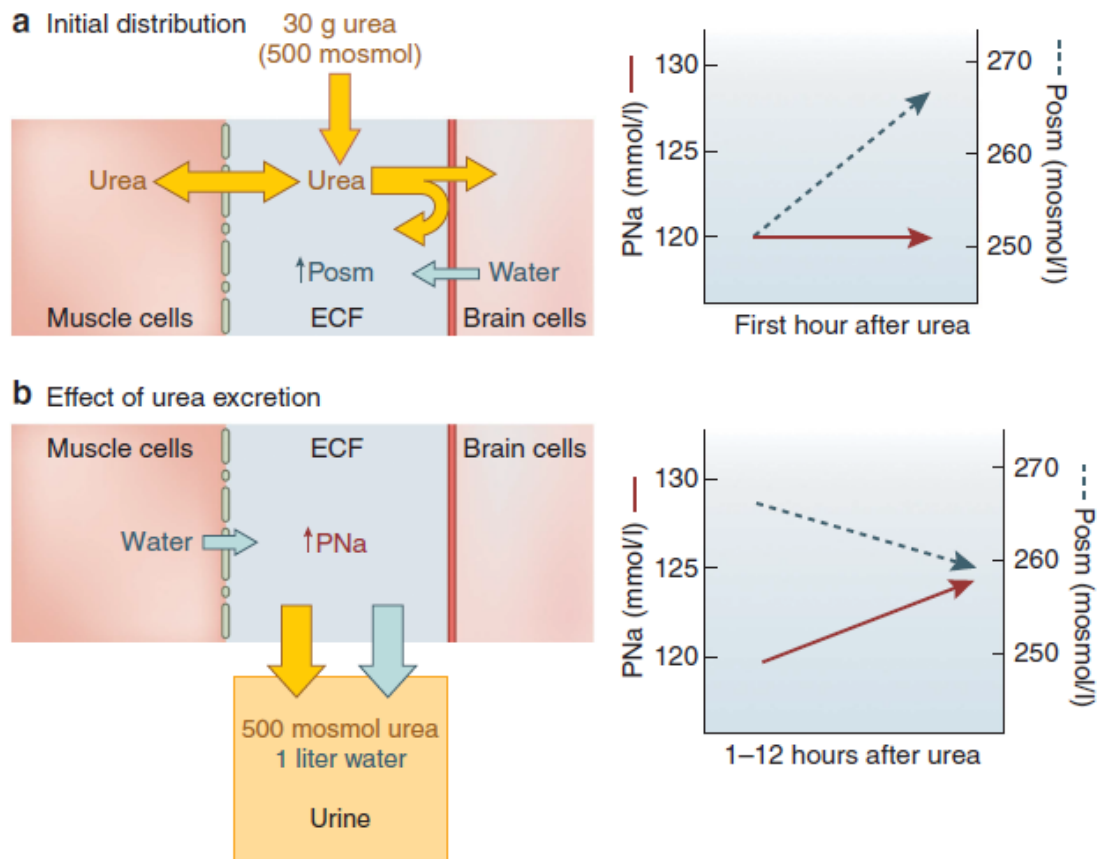 a Initial distribution
30 g urea
(500 mosmol)
Urea
Urea
↑Posm
Water
Muscle cells
ECF
Brain cells
PNa (mmol/l)
130
125
120
270
260
250
Posm (mosmol/l)
First hour after urea
b Effect of urea excretion
Muscle cells
ECF
Brain cells
Water
↑PNa
500 mosmol urea
1 liter water
Urine
PNa (mmol/l)
130
125
120
270
260
250
Posm (mosmol/l)
1–12 hours after urea